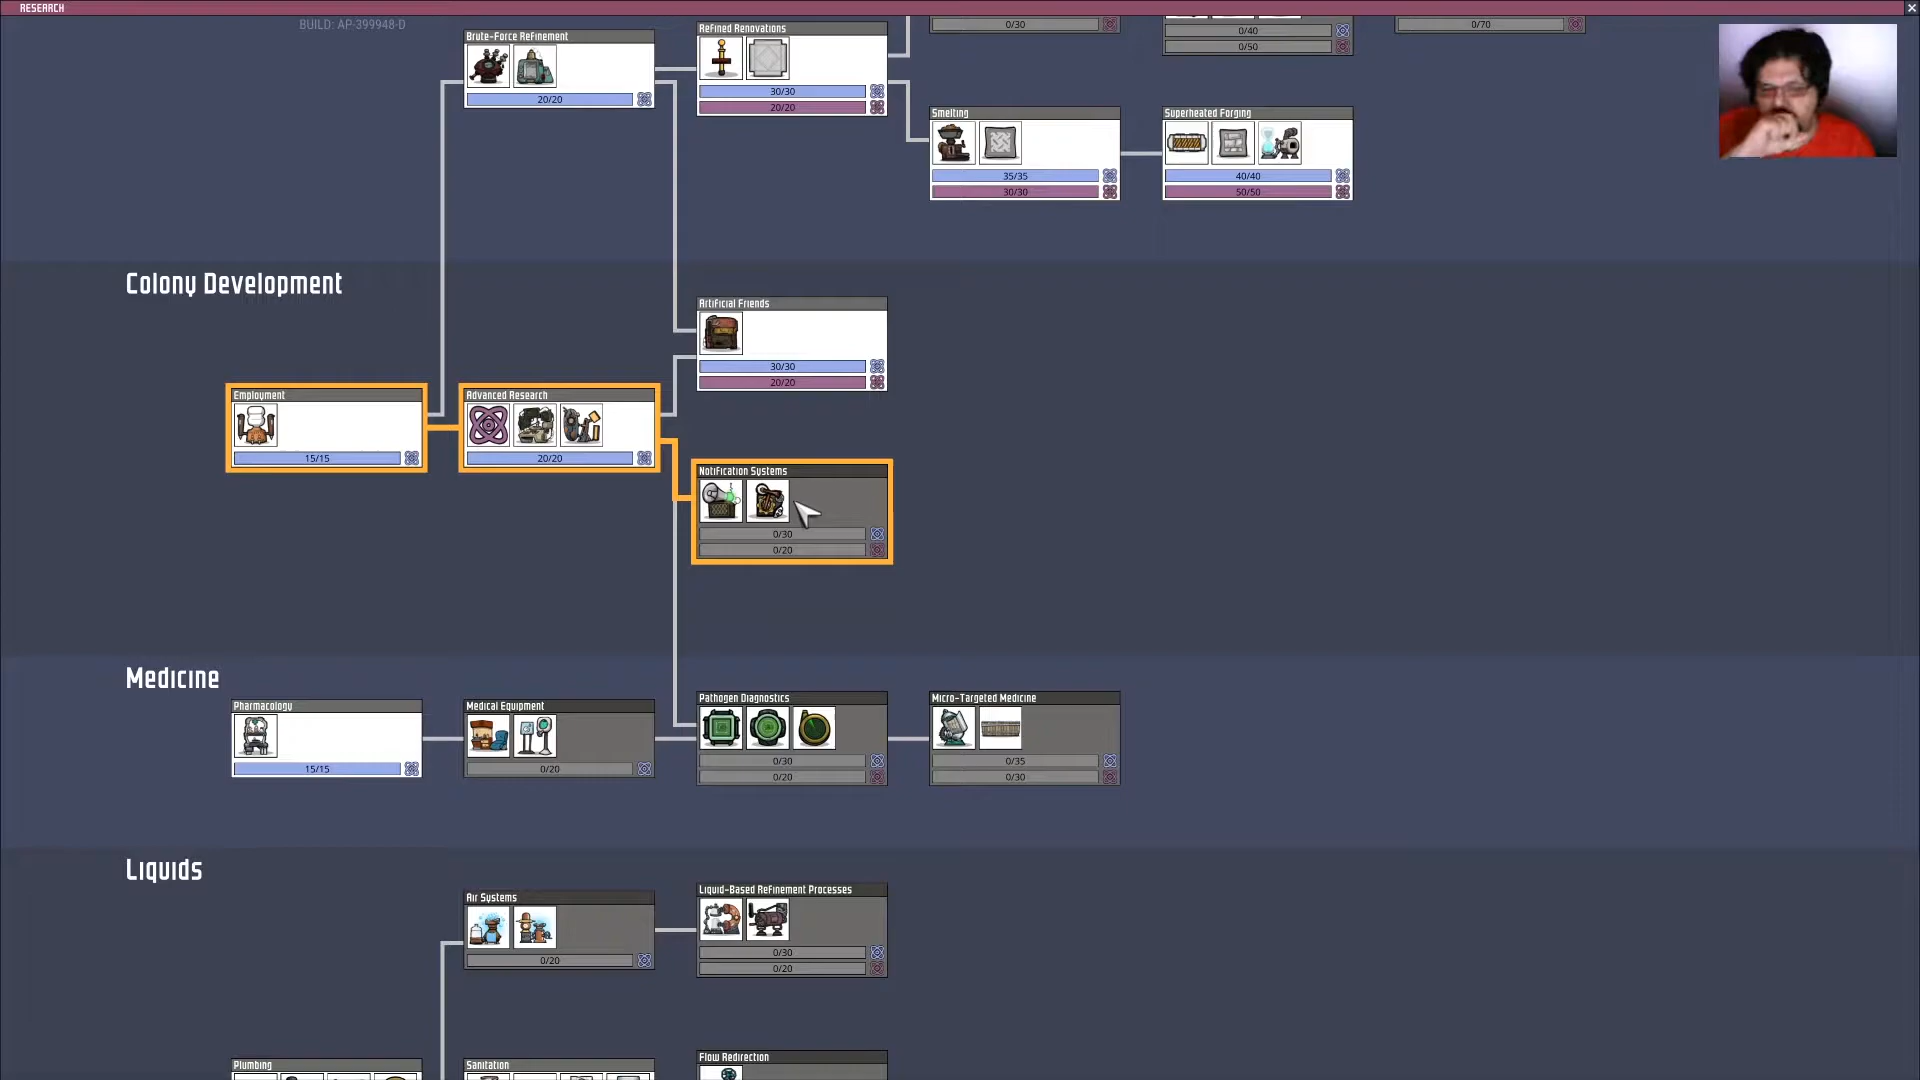 RESEARCH
BUILD: AP-399948-D
0/30
0/40
0/50
0/70
Brute-Force Refinement
20/20
Refined Renovations
30/30
20/20
Smelting
35/35
30/30
Superheated Forging
40/40
50/50
Colony Development
Artificial Friends
30/30
20/20
Employment
15/15
Advanced Research
20/20
Notification Systems
0/30
0/20
Medicine
Pharmacology
15/15
Medical Equipment
0/20
Pathogen Diagnostics
0/30
0/20
Micro-Targeted Medicine
0/35
0/30
Liquids
Air Systems
0/20
Liquid-Based Refinement Processes
0/30
0/20
Plumbing
Sanitation
Flow Redirection